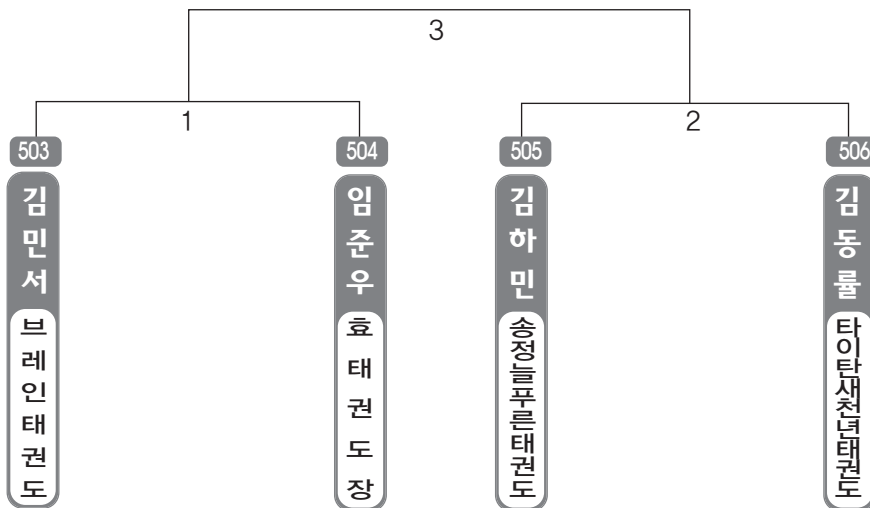 3
1
2
503
504
505
506
김민서
임준우
김하민
김동률
브레인태권도
효태권도장
송정늘푸른태권도
타이탄새천년태권도